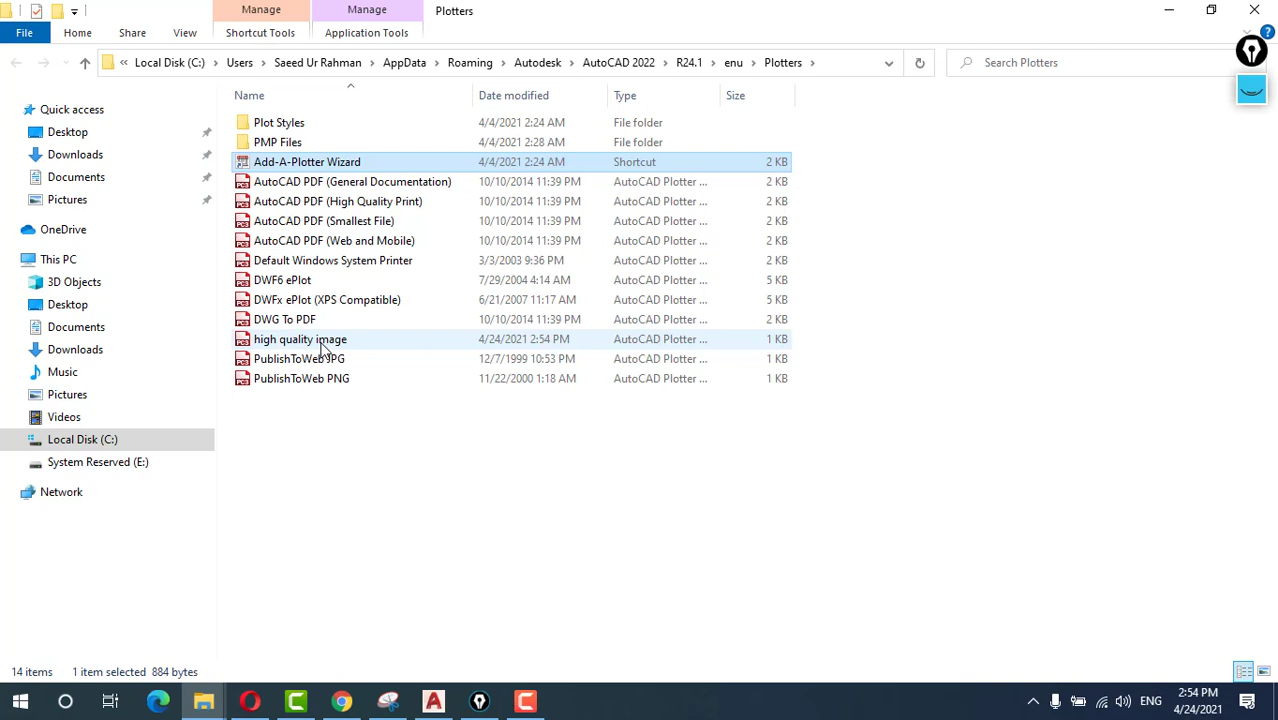 Manage
Manage
Plotters
File
Home
Share
View
Shortcut Tools
Application Tools
« Local Disk (C:) > Users > Saeed Ur Rahman > AppData > Roaming > Autodesk > AutoCAD 2022 > R24.1 > enu > Plotters >
Search Plotters
Name
Date modified
Type
Size
Quick access
Desktop
Downloads
Documents
Pictures
OneDrive
This PC
3D Objects
Desktop
Documents
Downloads
Music
Pictures
Videos
Local Disk (C:)
System Reserved (E:)
Network
Plot Styles 4/4/2021 2:24 AM File folder
PMP Files 4/4/2021 2:28 AM File folder
Add-A-Plotter Wizard 4/4/2021 2:24 AM Shortcut 2 KB
AutoCAD PDF (General Documentation) 10/10/2014 11:39 PM AutoCAD Plotter ... 2 KB
AutoCAD PDF (High Quality Print) 10/10/2014 11:39 PM AutoCAD Plotter ... 2 KB
AutoCAD PDF (Smallest File) 10/10/2014 11:39 PM AutoCAD Plotter ... 2 KB
AutoCAD PDF (Web and Mobile) 10/10/2014 11:39 PM AutoCAD Plotter ... 2 KB
Default Windows System Printer 3/3/2003 9:36 PM AutoCAD Plotter ... 2 KB
DWF6 ePlot 7/29/2004 4:14 AM AutoCAD Plotter ... 5 KB
DWFx ePlot (XPS Compatible) 6/21/2007 11:17 AM AutoCAD Plotter ... 5 KB
DWG To PDF 10/10/2014 11:39 PM AutoCAD Plotter ... 2 KB
high quality image 4/24/2021 2:54 PM AutoCAD Plotter ... 1 KB
PublishToWeb JPG 12/7/1999 10:53 PM AutoCAD Plotter ... 1 KB
PublishToWeb PNG 11/22/2000 1:18 AM AutoCAD Plotter ... 1 KB
14 items 1 item selected 884 bytes
ENG
2:54 PM
4/24/2021